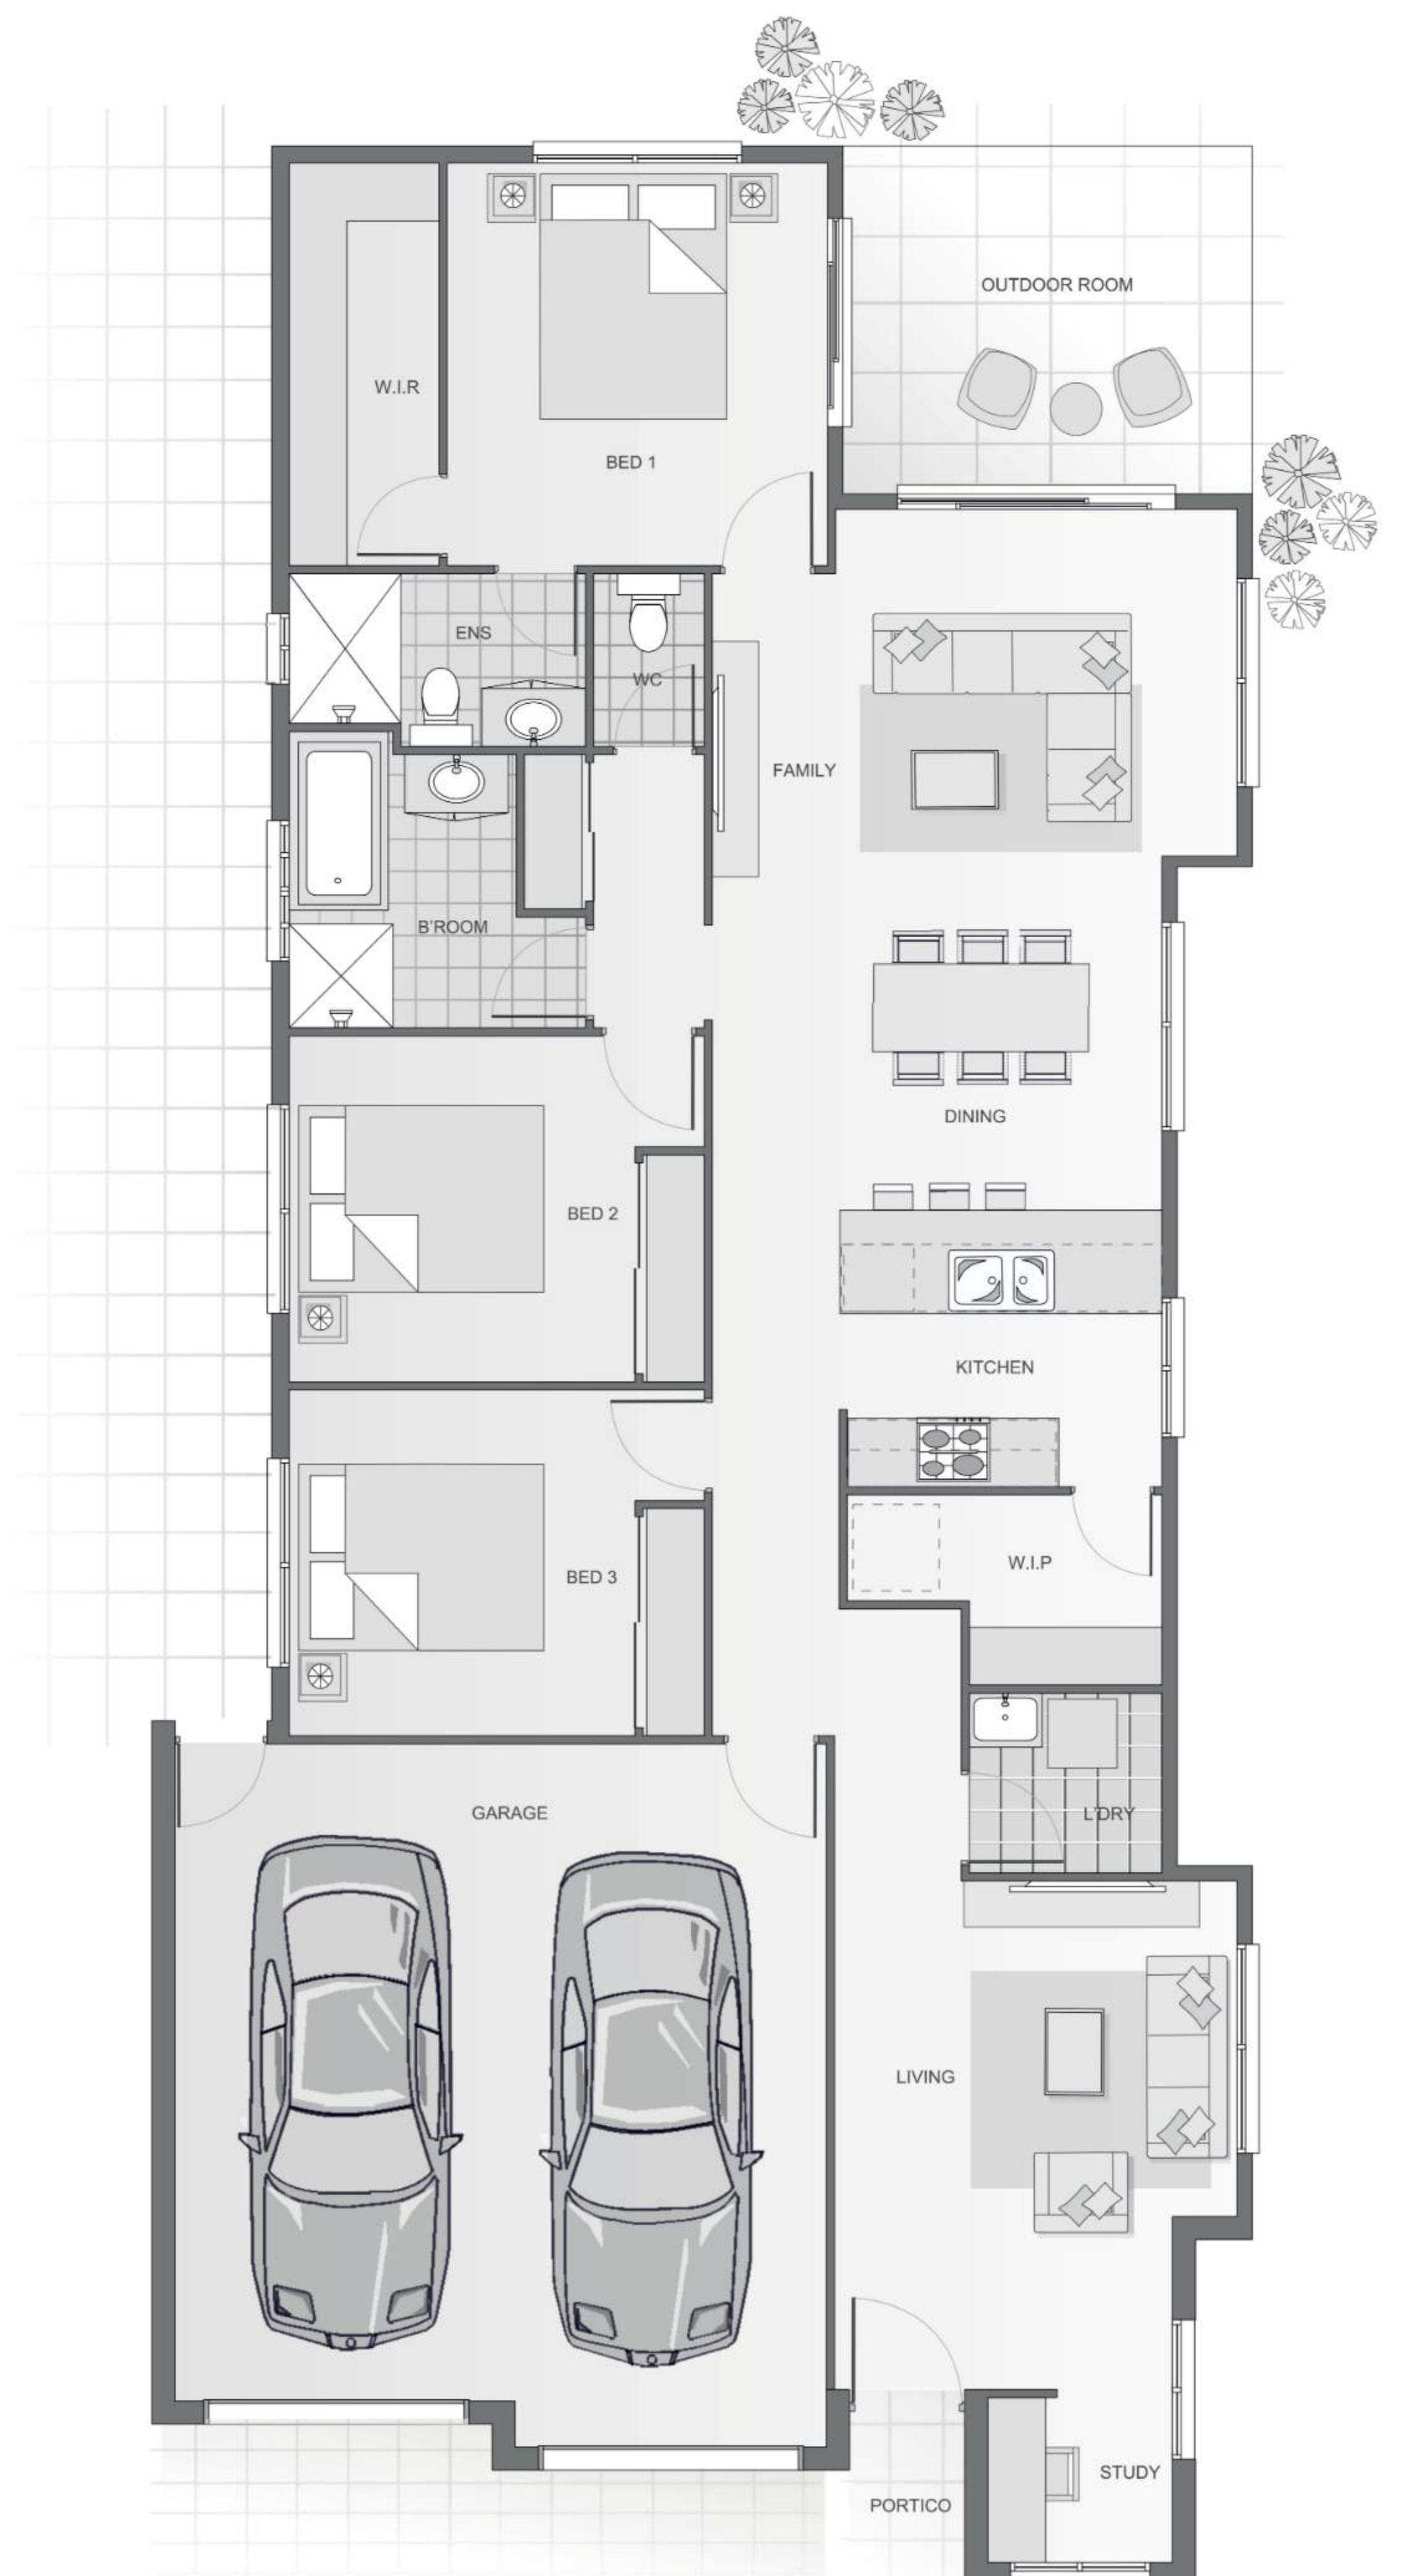 OUTDOOR ROOM
W.I.R
BED 1
ENS
WC
FAMILY
B'ROOM
DINING
BED 2
KITCHEN
W.I.P
BED 3
GARAGE
L'DRY
LIVING
STUDY
PORTICO